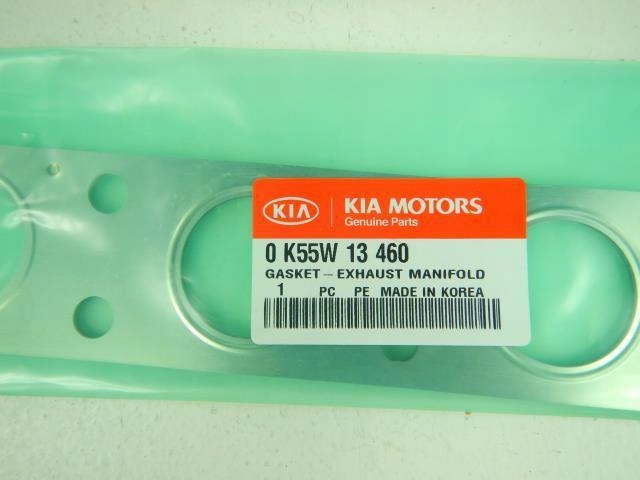 KIA KIA MOTORS
Genuine Parts
0 K55W 13 460
GASKET-EXHAUST MANIFOLD
1 PC PE MADE IN KOREA